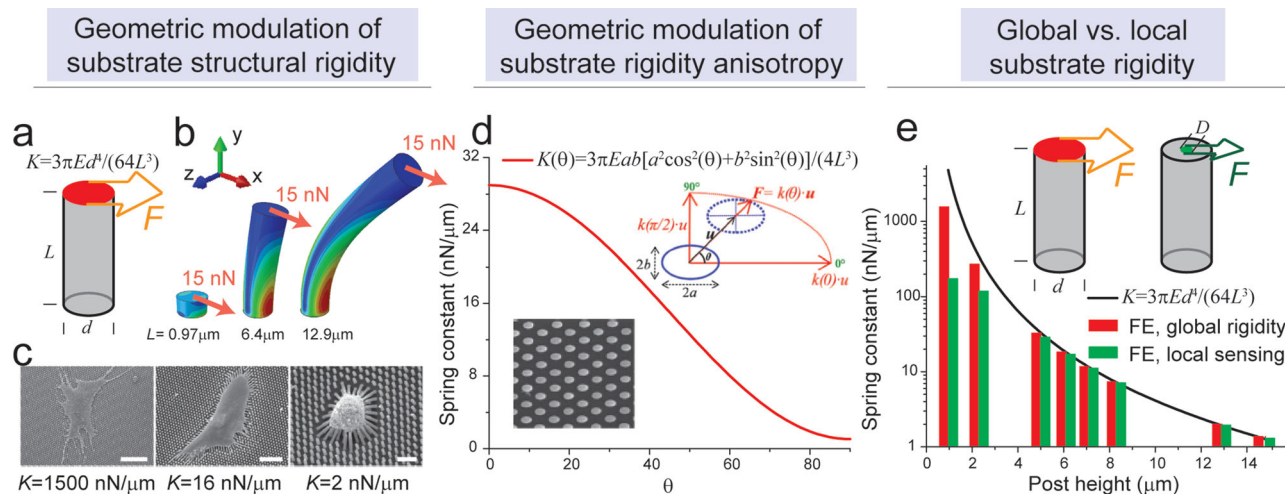 Geometric modulation of
substrate structural rigidity
Geometric modulation of
substrate rigidity anisotropy
Global vs. local
substrate rigidity
a
K=3πEd⁴/(64L³)
F
L
d
b
y
z
x
15 nN
15 nN
15 nN
L= 0.97μm
6.4μm
12.9μm
c
K=1500 nN/μm
K=16 nN/μm
K=2 nN/μm
d
K(θ)=3πEab[a²cos²(θ)+b²sin²(θ)]/(4L³)
90°
F= k(θ)·u
k(π/2)·u
u
θ
2b
2a
0°
k(0)·u
Spring constant (nN/μm)
36
27
18
9
0
0
20
40
60
80
θ
e
D
F
F
L
L
d
d
K=3πEd⁴/(64L³)
FE, global rigidity
FE, local sensing
Spring constant (nN/μm)
1000
100
10
1
0
2
4
6
8
10
12
14
Post height (μm)